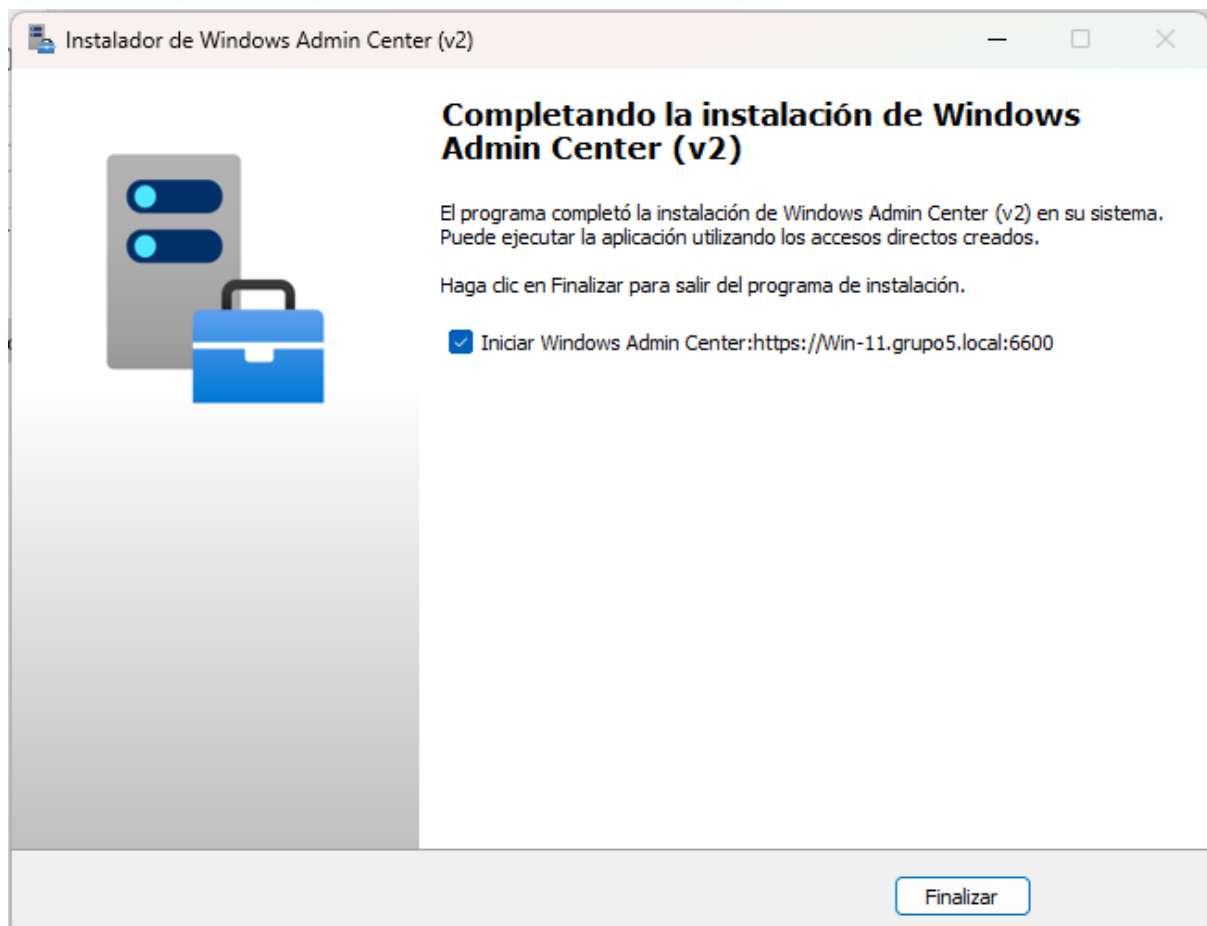 Instalador de Windows Admin Center (v2)
Completando la instalación de Windows
Admin Center (v2)
El programa completó la instalación de Windows Admin Center (v2) en su sistema.
Puede ejecutar la aplicación utilizando los accesos directos creados.
Haga clic en Finalizar para salir del programa de instalación.
Iniciar Windows Admin Center:https://Win-11.grupo5.local:6600
Finalizar